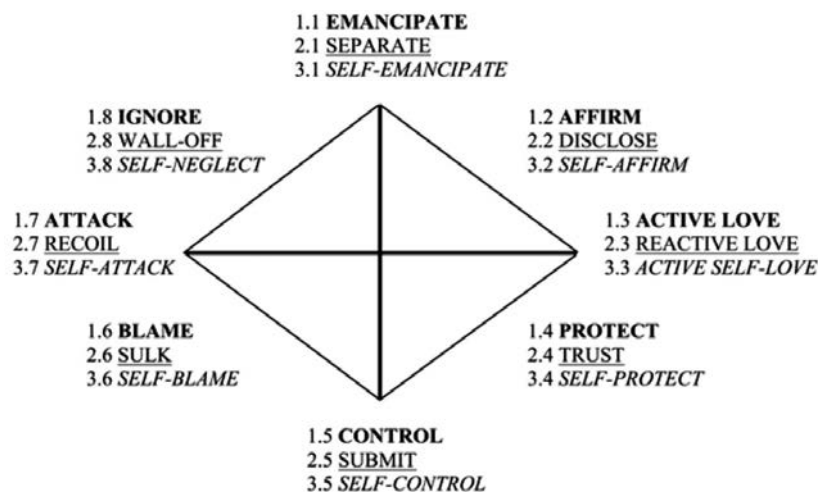 1.1 EMANCIPATE
2.1 SEPARATE
3.1 SELF-EMANCIPATE
1.8 IGNORE
2.8 WALL-OFF
3.8 SELF-NEGLECT
1.2 AFFIRM
2.2 DISCLOSE
3.2 SELF-AFFIRM
1.7 ATTACK
2.7 RECOIL
3.7 SELF-ATTACK
1.3 ACTIVE LOVE
2.3 REACTIVE LOVE
3.3 ACTIVE SELF-LOVE
1.6 BLAME
2.6 SULK
3.6 SELF-BLAME
1.4 PROTECT
2.4 TRUST
3.4 SELF-PROTECT
1.5 CONTROL
2.5 SUBMIT
3.5 SELF-CONTROL